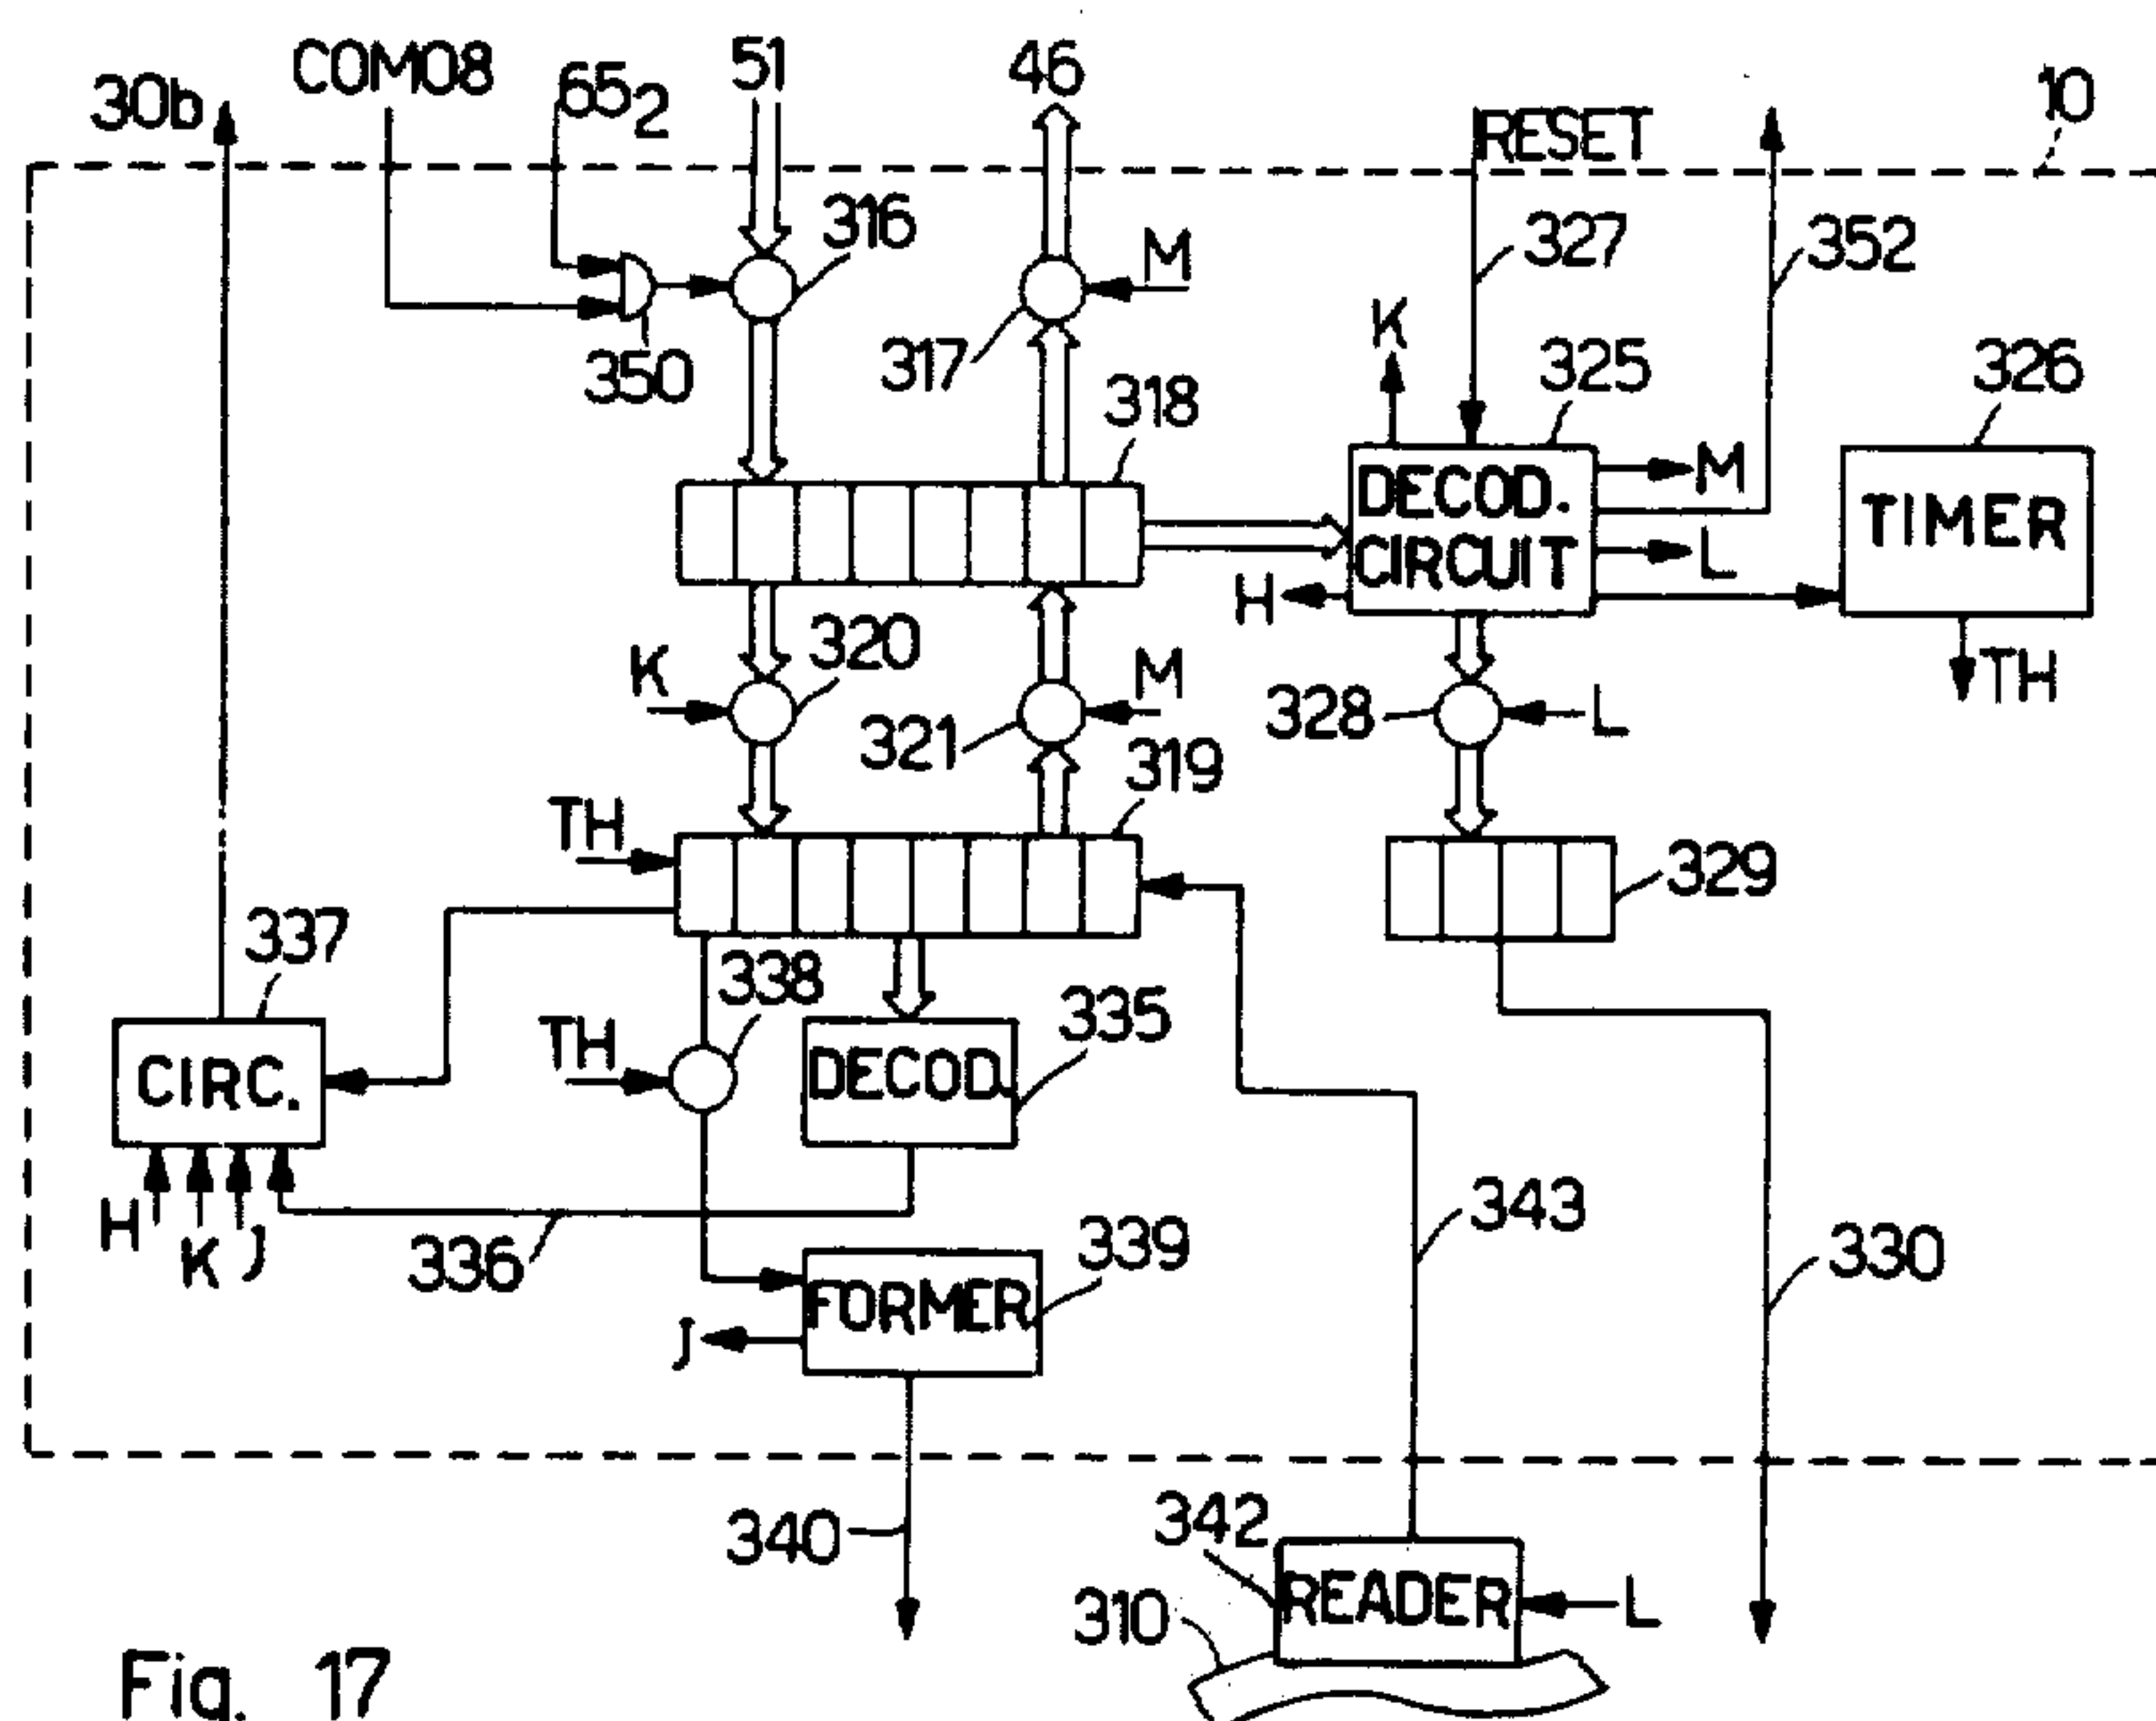 30b
COM08
65₂
51
46
RESET
10
316
M
327
352
350
317
K
325
326
318
DECOD.
CIRCUIT
M
L
TIMER
H
K
320
M
321
328
L
TH
319
TH
329
337
338
335
TH
CIRC.
DECOD.
H
K
J
336
343
330
339
FORMER
J
340
342
READER
L
310
Fig. 17